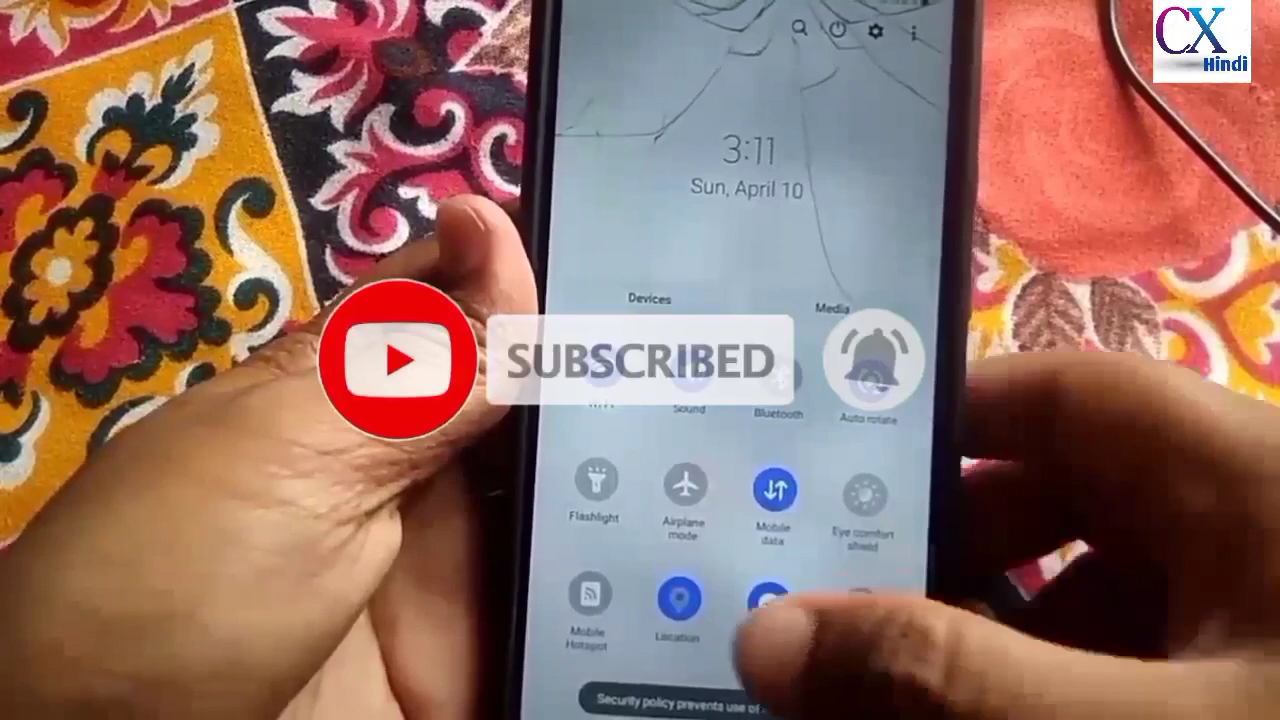 CX
Hindi
3:11
Sun, April 10
Devices
Media
SUBSCRIBED
Sound
Bluetooth
Auto rotate
Flashlight
Airplane
mode
Mobile
data
Eye comfort
shield
Mobile
Hotspot
Location
Security policy prevents use of